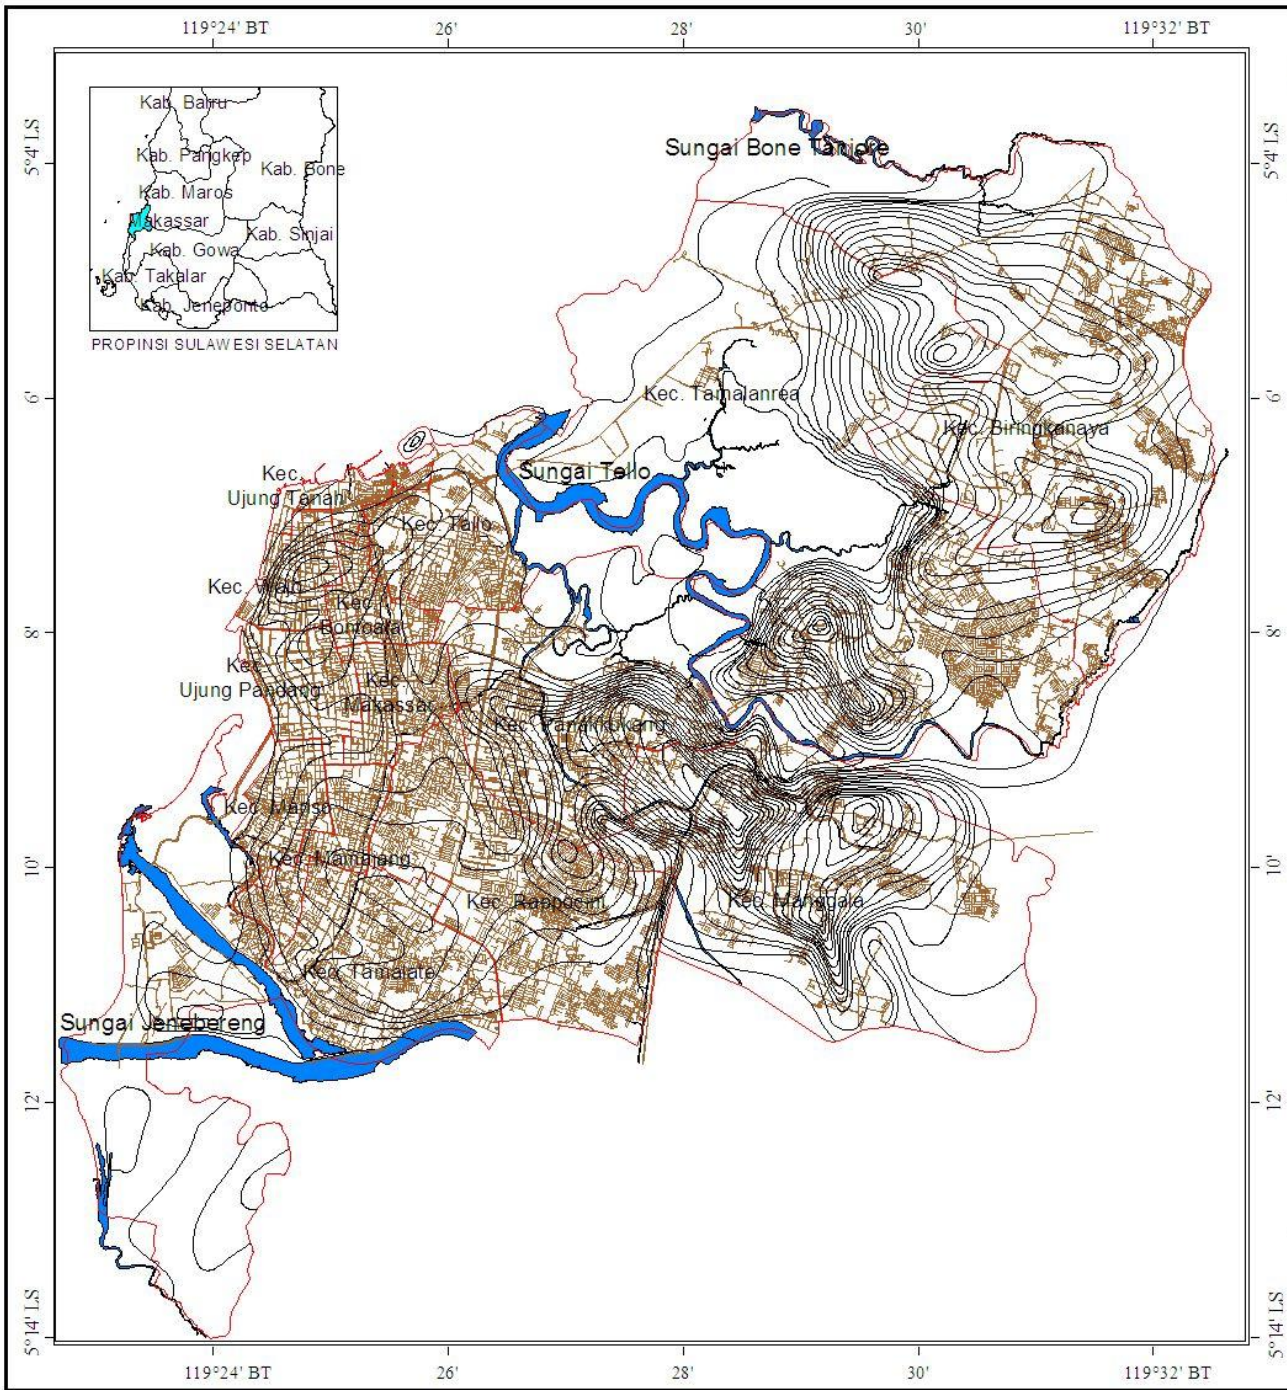 119°24' BT 26' 28' 30' 119°32' BT
Kab. Barru
Kab. Pangkep
Kab. Bone
Kab. Maros
Makassar
Kab. Sinjai
Kab. Gowa
Kab. Takalar
Kab. Jeneponto
PROPINSI SULAWESI SELATAN
5°4' LS
5°4' LS
Sungai Bone Tanjore
6'
6'
Kec. Tamalanrea
Kec. Biringkanaya
Sungai Tello
Kec.
Ujung Tanah
Kec. Tallo
Kec. Wajo
Kec.
Bontoala
8'
8'
Kec.
Ujung Pandang
Kec.
Makassar
Kec. Panakkukang
Kec. Mariso
Kec. Mamajang
10'
10'
Kec. Rappocini
Kec. Manggala
Kec. Tamalate
Sungai Jenebereng
12'
12'
5°14' LS
5°14' LS
119°24' BT 26' 28' 30' 119°32' BT